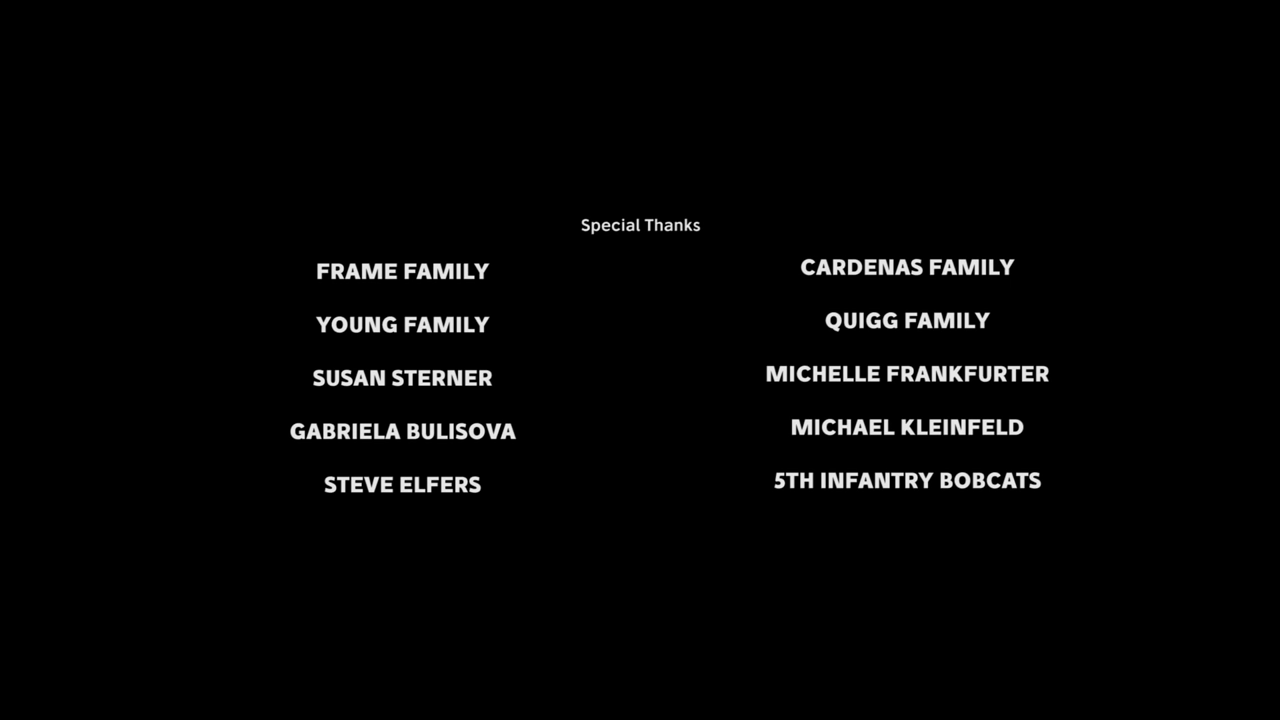 Special Thanks
FRAME FAMILY
YOUNG FAMILY
SUSAN STERNER
GABRIELA BULISOVA
STEVE ELFERS
CARDENAS FAMILY
QUIGG FAMILY
MICHELLE FRANKFURTER
MICHAEL KLEINFELD
5TH INFANTRY BOBCATS